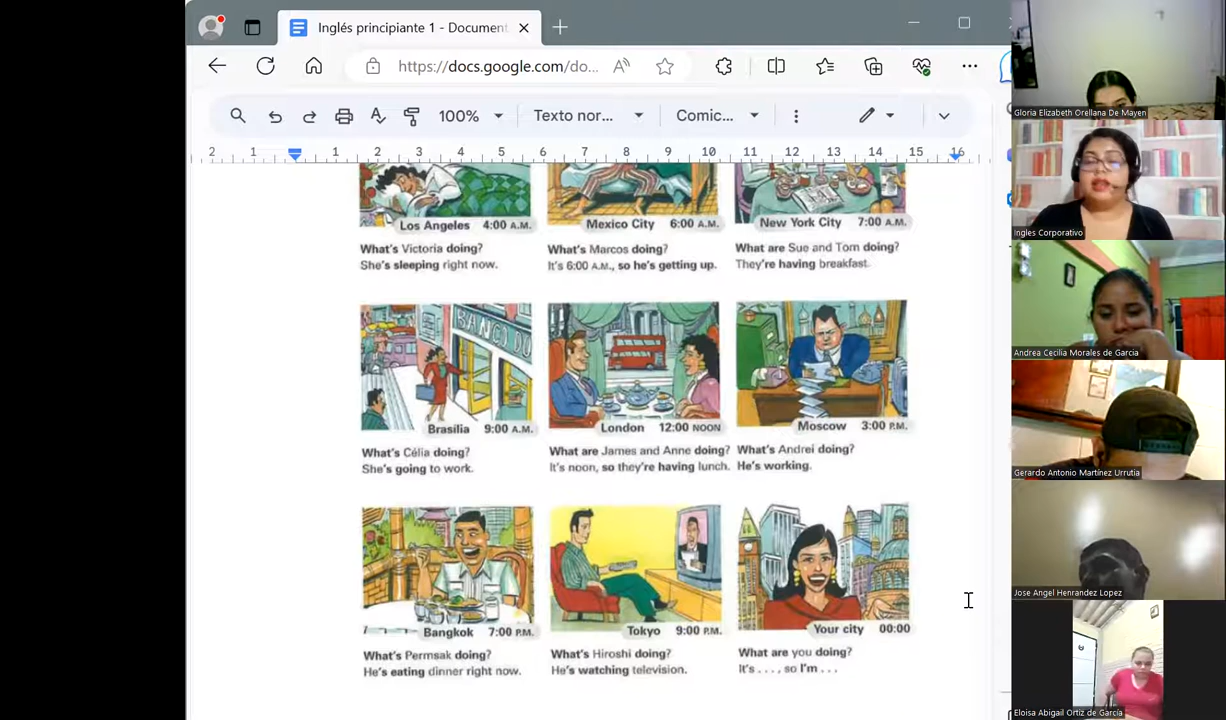 Inglés principiante 1 - Document
https://docs.google.com/do...
100%
Texto nor...
Comic...
2 1 1 2 3 4 5 6 7 8 9 10 11 12 13 14 15 16
Los Angeles 4:00 A.M.
Mexico City 6:00 A.M.
New York City 7:00 A.M.
What's Victoria doing?
She's sleeping right now.
What's Marcos doing?
It's 6:00 A.M., so he's getting up.
What are Sue and Tom doing?
They're having breakfast.
BANCO DO
Brasília 9:00 A.M.
London 12:00 NOON
Moscow 3:00 P.M.
What's Célia doing?
She's going to work.
What are James and Anne doing?
It's noon, so they're having lunch.
What's Andrei doing?
He's working.
Bangkok 7:00 P.M.
Tokyo 9:00 P.M.
Your city 00:00
What's Permsak doing?
He's eating dinner right now.
What's Hiroshi doing?
He's watching television.
What are you doing?
It's . . . , so I'm . . .
Gloria Elizabeth Orellana De Mayen
Ingles Corporativo
Andrea Cecilia Morales de Garcia
Gerardo Antonio Martínez Urrutia
Jose Angel Henrandez Lopez
Eloisa Abigail Ortiz de García